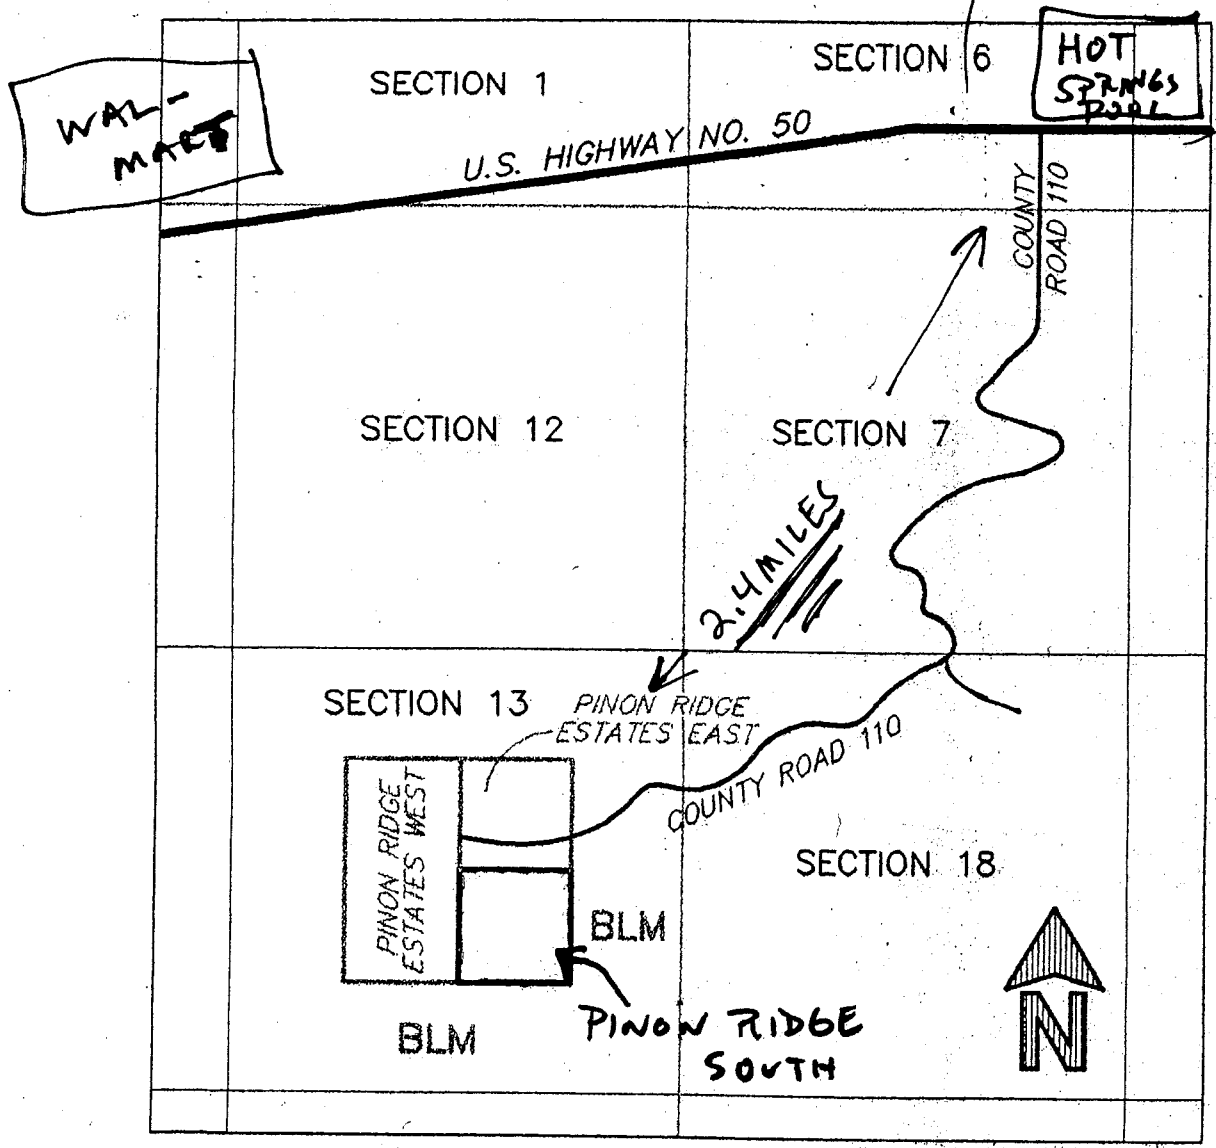 HOT
SPRINGS
POOL
SECTION 6
SECTION 1
WAL-
MART
U.S. HIGHWAY NO. 50
COUNTY
ROAD 110
SECTION 12
SECTION 7
2.4 MILES
SECTION 13
PINON RIDGE
ESTATES EAST
COUNTY ROAD 110
PINON RIDGE
ESTATES WEST
SECTION 18
BLM
PINON RIDGE
SOUTH
BLM
N